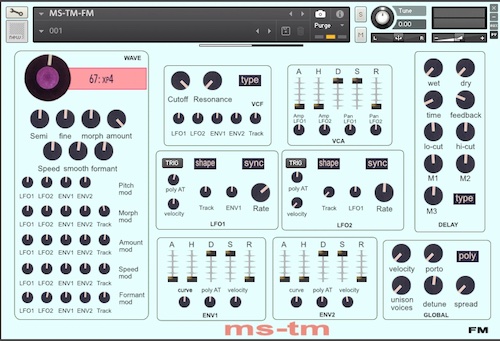 MS-TM-FM
Purge
Tune
0.00
new
001
S
M
L
R
AUX
PV
WAVE
67: xp4
Semi fine morph amount
Speed smooth formant
LFO1 LFO2 ENV1 ENV2
Pitch mod
LFO1 LFO2 ENV1 ENV2 Track
Morph mod
LFO1 LFO2 ENV1 ENV2 Track
Amount mod
LFO1 LFO2 ENV1 ENV2 Track
Speed mod
LFO1 LFO2 ENV1 ENV2 Track
Formant mod
type
Cutoff Resonance
VCF
LFO1 LFO2 ENV1 ENV2 Track
A H D S R
Amp LFO1 Amp LFO2 Pan LFO1 Pan LFO2
VCA
TRIG shape sync
poly AT
velocity
Track ENV1 Rate
LFO1
TRIG shape sync
poly AT
velocity
Track ENV1 Rate
LFO2
A H D S R
curve poly AT velocity
ENV1
A H D S R
curve poly AT velocity
ENV2
wet dry
time feedback
lo-cut hi-cut
M1 M2
M3 type
DELAY
velocity porto poly
unison voices detune spread
GLOBAL
ms-tm
FM